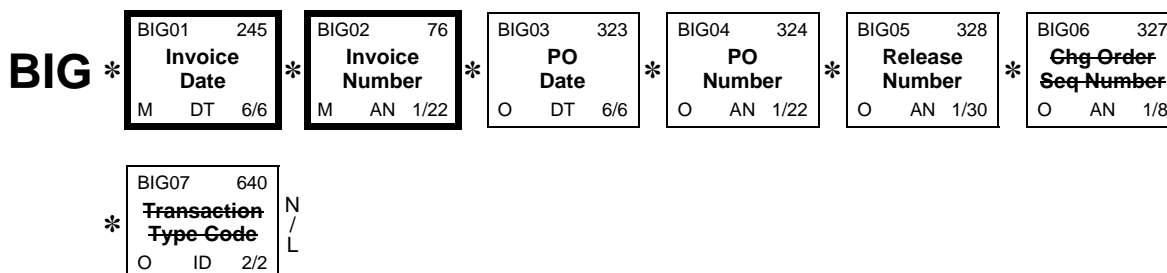 BIG * BIG01 245 * BIG02 76 * BIG03 323 * BIG04 324 * BIG05 328 * BIG06 327
Invoice Invoice PO PO Release Chg Order
Date Number Date Number Number Seq Number
M DT 6/6 M AN 1/22 O DT 6/6 O AN 1/22 O AN 1/30 O AN 1/8
* BIG07 640
Transaction N
Type Code /
O ID 2/2 L